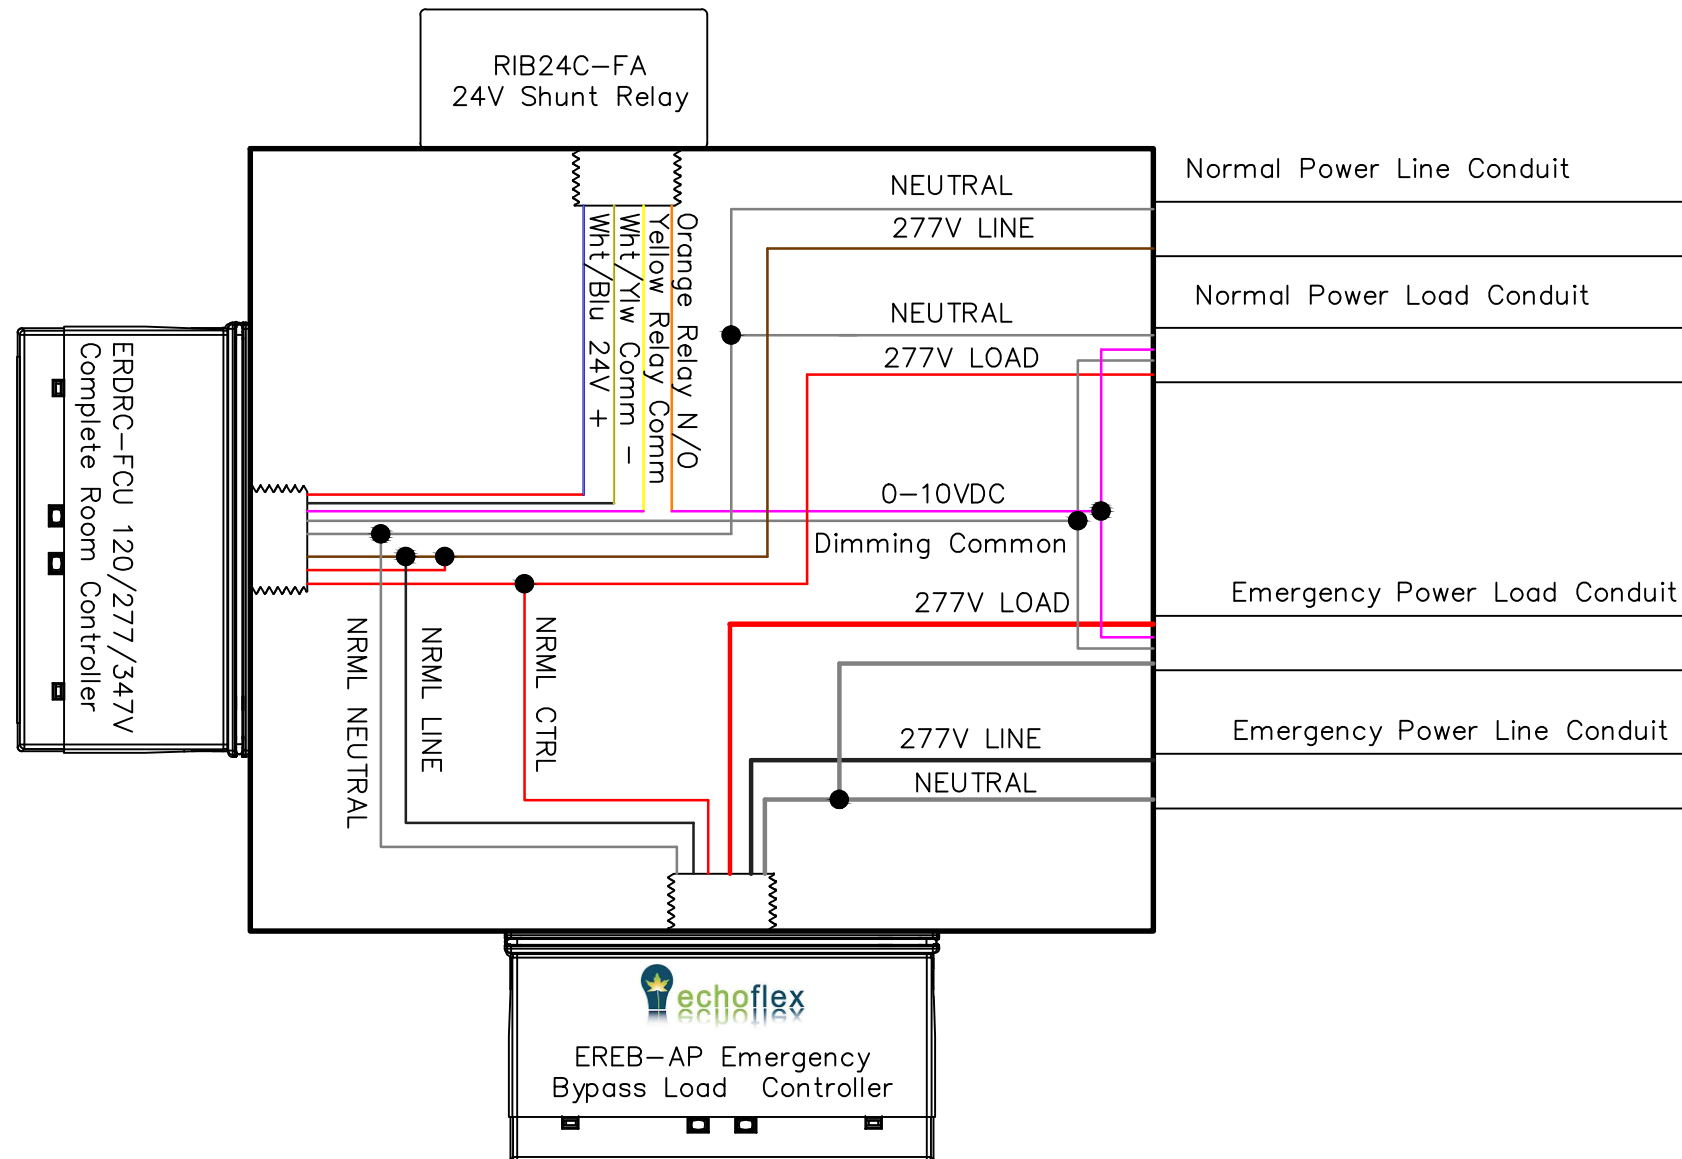 RIB24C-FA
24V Shunt Relay
Normal Power Line Conduit
NEUTRAL
277V LINE
Orange Relay N/O
Yellow Relay Comm
Wht/Ylw Comm -
Wht/Blu 24V +
Normal Power Load Conduit
NEUTRAL
277V LOAD
ERDRC-FCU 120/277/347V
Complete Room Controller
0-10VDC
Dimming Common
Emergency Power Load Conduit
277V LOAD
NRML CTRL
NRML LINE
NRML NEUTRAL
Emergency Power Line Conduit
277V LINE
NEUTRAL
echoflex
EREB-AP Emergency
Bypass Load Controller